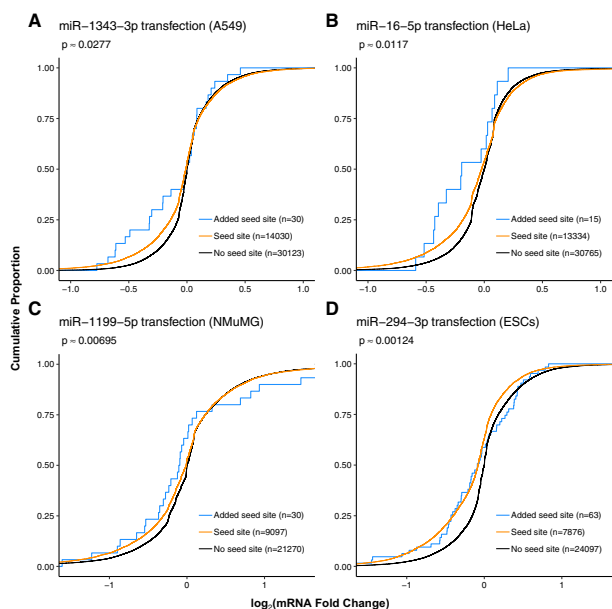 A
miR−1343−3p transfection (A549)
p ≈ 0.0277
1.00
0.75
0.50
0.25
0.00
Added seed site (n=30)
Seed site (n=14030)
No seed site (n=30123)
−1.0
−0.5
0.0
0.5
1.0
B
miR−16−5p transfection (HeLa)
p ≈ 0.0117
1.00
0.75
0.50
0.25
0.00
Added seed site (n=15)
Seed site (n=13334)
No seed site (n=30765)
−1.0
−0.5
0.0
0.5
1.0
Cumulative Proportion
C
miR−1199−5p transfection (NMuMG)
p ≈ 0.00695
1.00
0.75
0.50
0.25
0.00
Added seed site (n=30)
Seed site (n=9097)
No seed site (n=21270)
−1
0
1
D
miR−294−3p transfection (ESCs)
p ≈ 0.00124
1.00
0.75
0.50
0.25
0.00
Added seed site (n=63)
Seed site (n=7876)
No seed site (n=24097)
−1
0
1
log₂(mRNA Fold Change)